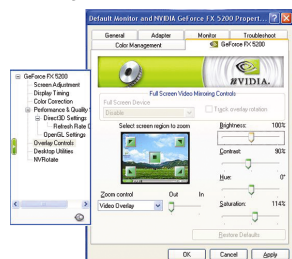 Default Monitor and NVIDIA GeForce FX 5200 Propert...
General
Adapter
Monitor
Troubleshoot
Color Management
GeForce FX 5200
NVIDIA.
GeForce FX 5200
Screen Adjustment
Display Timing
Color Correction
Performance & Quality S
Direct3D Settings
Refresh Rate O
OpenGL Settings
Overlay Controls
Desktop Utilities
NVRotate
Full Screen Video Mirroring Controls
Full Screen Device
Disable
Track overlay rotation
Select screen region to zoom
Brightness:
100%
Contrast:
90%
Hue:
0°
Saturation:
114%
Zoom control
Out
In
Video Overlay
Restore Defaults
OK
Cancel
Apply